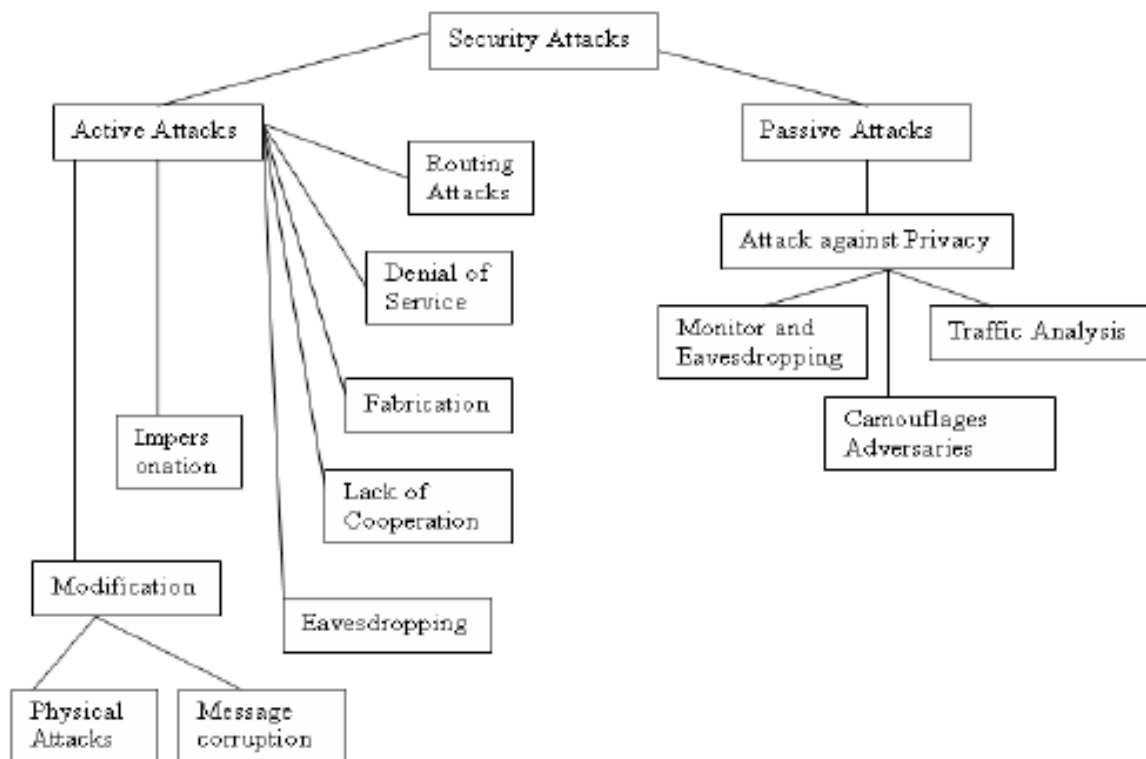 Security Attacks
Active Attacks
Passive Attacks
Routing
Attacks
Attack against Privacy
Denial of
Service
Monitor and
Eavesdropping
Traffic Analysis
Fabrication
Camouflages
Adversaries
Impers
onation
Lack of
Cooperation
Modification
Eavesdropping
Physical
Attacks
Message
corruption